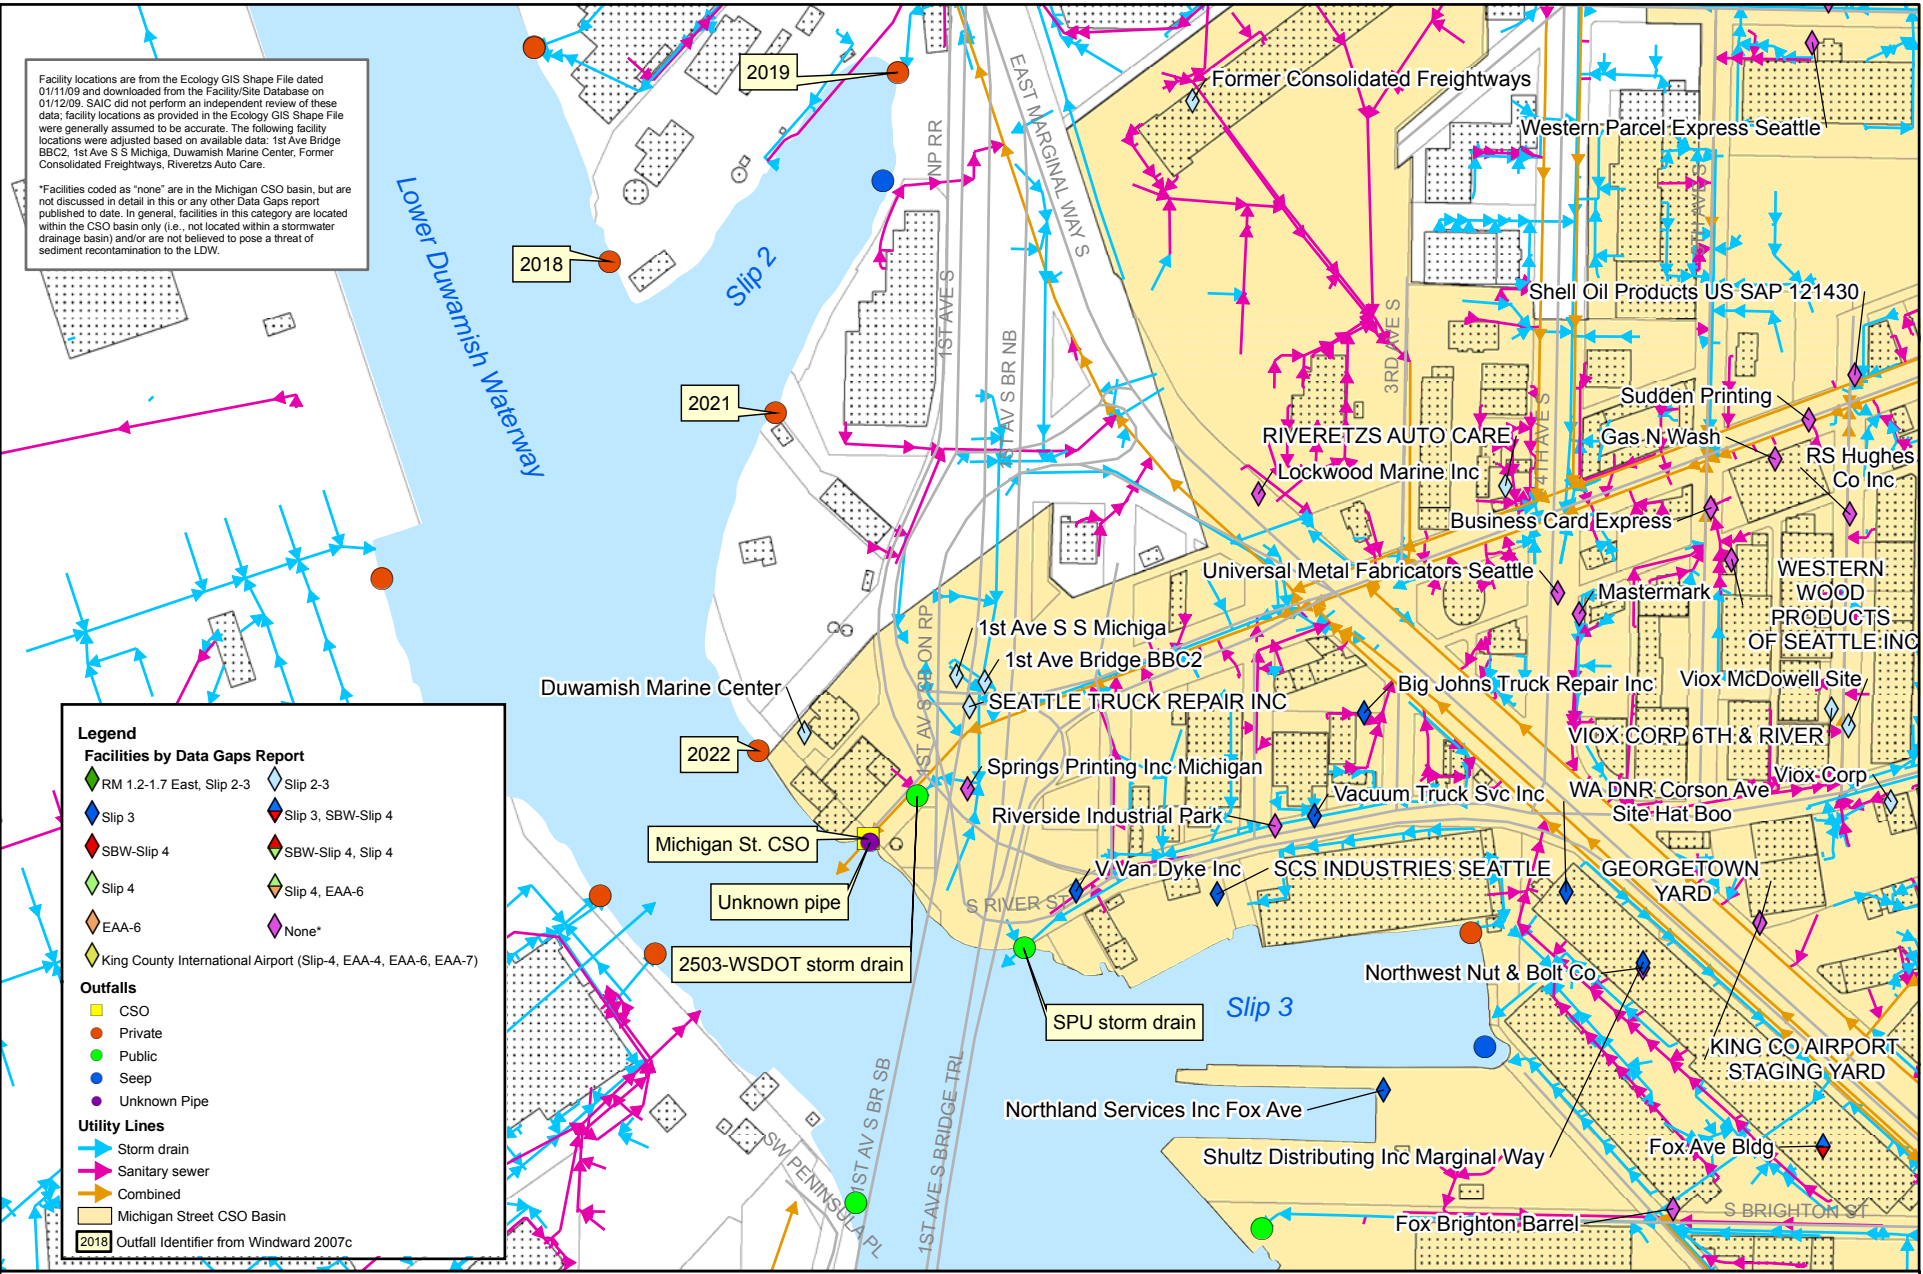 Facility locations are from the Ecology GIS Shape File dated
01/11/09 and downloaded from the Facility/Site Database on
01/12/09. SAIC did not perform an independent review of these
data; facility locations as provided in the Ecology GIS Shape File
were generally assumed to be accurate. The following facility
locations were adjusted based on available data: 1st Ave Bridge
BBC2, 1st Ave S S Michiga, Duwamish Marine Center, Former
Consolidated Freightways, Riveretzs Auto Care.
*Facilities coded as “none” are in the Michigan CSO basin, but are
not discussed in detail in this or any other Data Gaps report
published to date. In general, facilities in this category are located
within the CSO basin only (i.e., not located within a stormwater
drainage basin) and/or are not believed to pose a threat of
sediment recontamination to the LDW.
2019
2018
2021
2022
Lower Duwamish Waterway
Slip 2
NP RR
EAST MARGINAL WAY S
1ST AVE S
1ST AV S BR NB
3RD AVE S
4TH AVE S
Former Consolidated Freightways
Western Parcel Express Seattle
Shell Oil Products US SAP 121430
Sudden Printing
RIVERETZS AUTO CARE
Gas N Wash
RS Hughes
Co Inc
Lockwood Marine Inc
Business Card Express
Universal Metal Fabricators Seattle
Mastermark
WESTERN
WOOD
PRODUCTS
OF SEATTLE INC
1st Ave S S Michiga
1st Ave Bridge BBC2
SEATTLE TRUCK REPAIR INC
Duwamish Marine Center
1ST AV S SB ON RP
Big Johns Truck Repair Inc
Viox McDowell Site
VIOX CORP 6TH & RIVER
Viox Corp
Springs Printing Inc Michigan
Vacuum Truck Svc Inc
WA DNR Corson Ave
Site Hat Boo
Riverside Industrial Park
Michigan St. CSO
Unknown pipe
2503-WSDOT storm drain
V Van Dyke Inc
SCS INDUSTRIES SEATTLE
GEORGETOWN
YARD
S RIVER ST
SPU storm drain
Slip 3
Northwest Nut & Bolt Co
KING CO AIRPORT
STAGING YARD
Northland Services Inc Fox Ave
Shultz Distributing Inc Marginal Way
Fox Ave Bldg
Fox Brighton Barrel
S BRIGHTON ST
1ST AV S BR SB
1ST AVE S BRIDGE TRL
SW PENINSULA PL
Legend
Facilities by Data Gaps Report
RM 1.2-1.7 East, Slip 2-3
Slip 2-3
Slip 3
Slip 3, SBW-Slip 4
SBW-Slip 4
SBW-Slip 4, Slip 4
Slip 4
Slip 4, EAA-6
EAA-6
None*
King County International Airport (Slip-4, EAA-4, EAA-6, EAA-7)
Outfalls
CSO
Private
Public
Seep
Unknown Pipe
Utility Lines
Storm drain
Sanitary sewer
Combined
Michigan Street CSO Basin
2018 Outfall Identifier from Windward 2007c